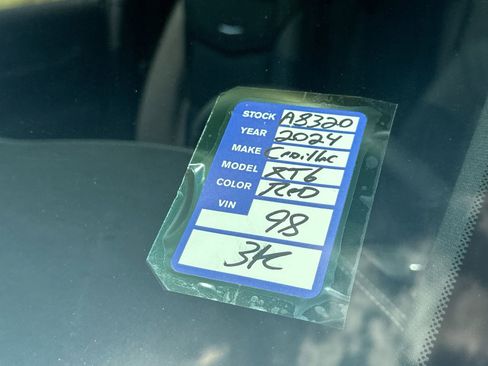 STOCK A8320
YEAR 2024
MAKE Cadillac
MODEL XT6
COLOR RED
VIN 98
3K